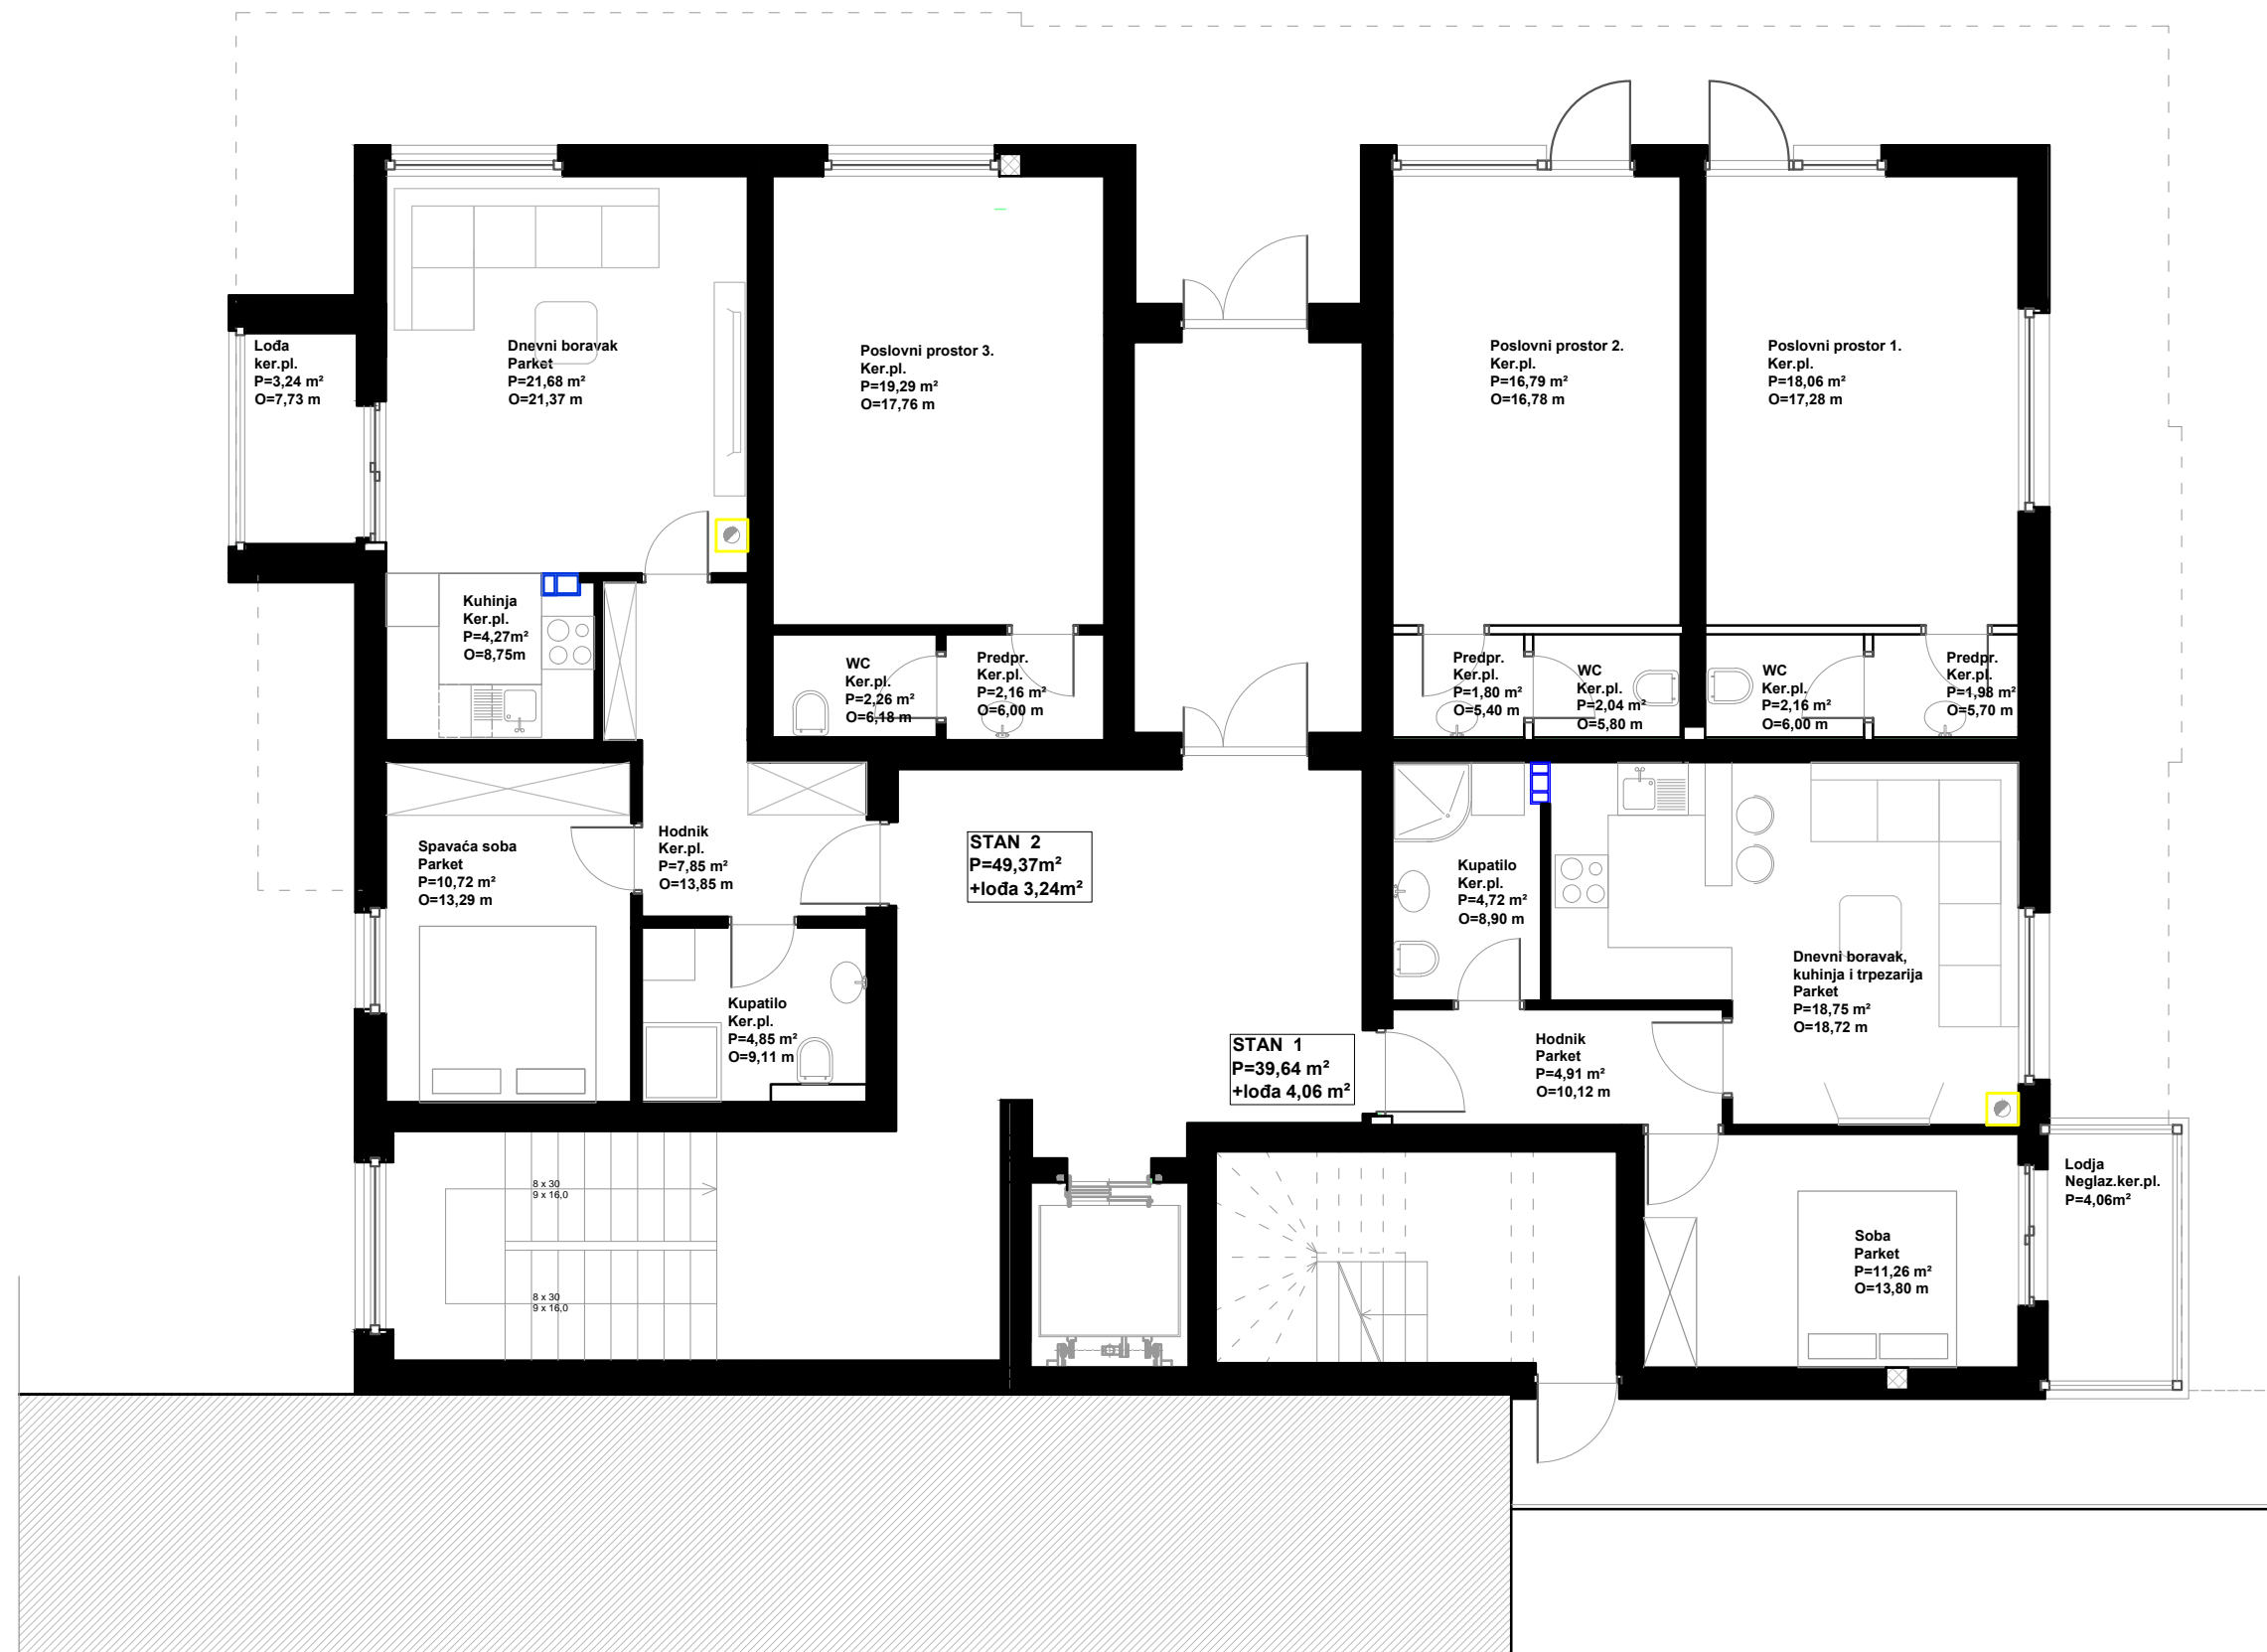 Lođa
ker.pl.
P=3,24 m²
O=7,73 m
Dnevni boravak
Parket
P=21,68 m²
O=21,37 m
Poslovni prostor 3.
Ker.pl.
P=19,29 m²
O=17,76 m
Poslovni prostor 2.
Ker.pl.
P=16,79 m²
O=16,78 m
Poslovni prostor 1.
Ker.pl.
P=18,06 m²
O=17,28 m
Kuhinja
Ker.pl.
P=4,27m²
O=8,75m
WC
Ker.pl.
P=2,26 m²
O=6,18 m
Predpr.
Ker.pl.
P=2,16 m²
O=6,00 m
Predpr.
Ker.pl.
P=1,80 m²
O=5,40 m
WC
Ker.pl.
P=2,04 m²
O=5,80 m
WC
Ker.pl.
P=2,16 m²
O=6,00 m
Predpr.
Ker.pl.
P=1,98 m²
O=5,70 m
Spavaća soba
Parket
P=10,72 m²
O=13,29 m
Hodnik
Ker.pl.
P=7,85 m²
O=13,85 m
STAN 2
P=49,37m²
+lođa 3,24m²
Kupatilo
Ker.pl.
P=4,72 m²
O=8,90 m
Dnevni boravak,
kuhinja i trpezarija
Parket
P=18,75 m²
O=18,72 m
Kupatilo
Ker.pl.
P=4,85 m²
O=9,11 m
STAN 1
P=39,64 m²
+lođa 4,06 m²
Hodnik
Parket
P=4,91 m²
O=10,12 m
8 x 30
9 x 16,0
Lodja
Neglaz.ker.pl.
P=4,06m²
Soba
Parket
P=11,26 m²
O=13,80 m
8 x 30
9 x 16,0